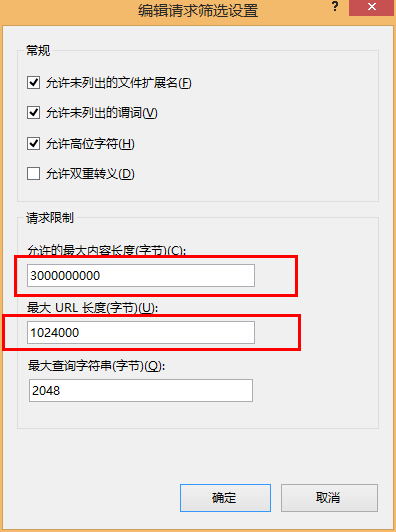 编辑请求筛选设置
? ×
常规
允许未列出的文件扩展名(F)
允许未列出的谓词(V)
允许高位字符(H)
允许双重转义(D)
请求限制
允许的最大内容长度(字节)(C):
3000000000
最大 URL 长度(字节)(U):
1024000
最大查询字符串(字节)(Q):
2048
确定 取消